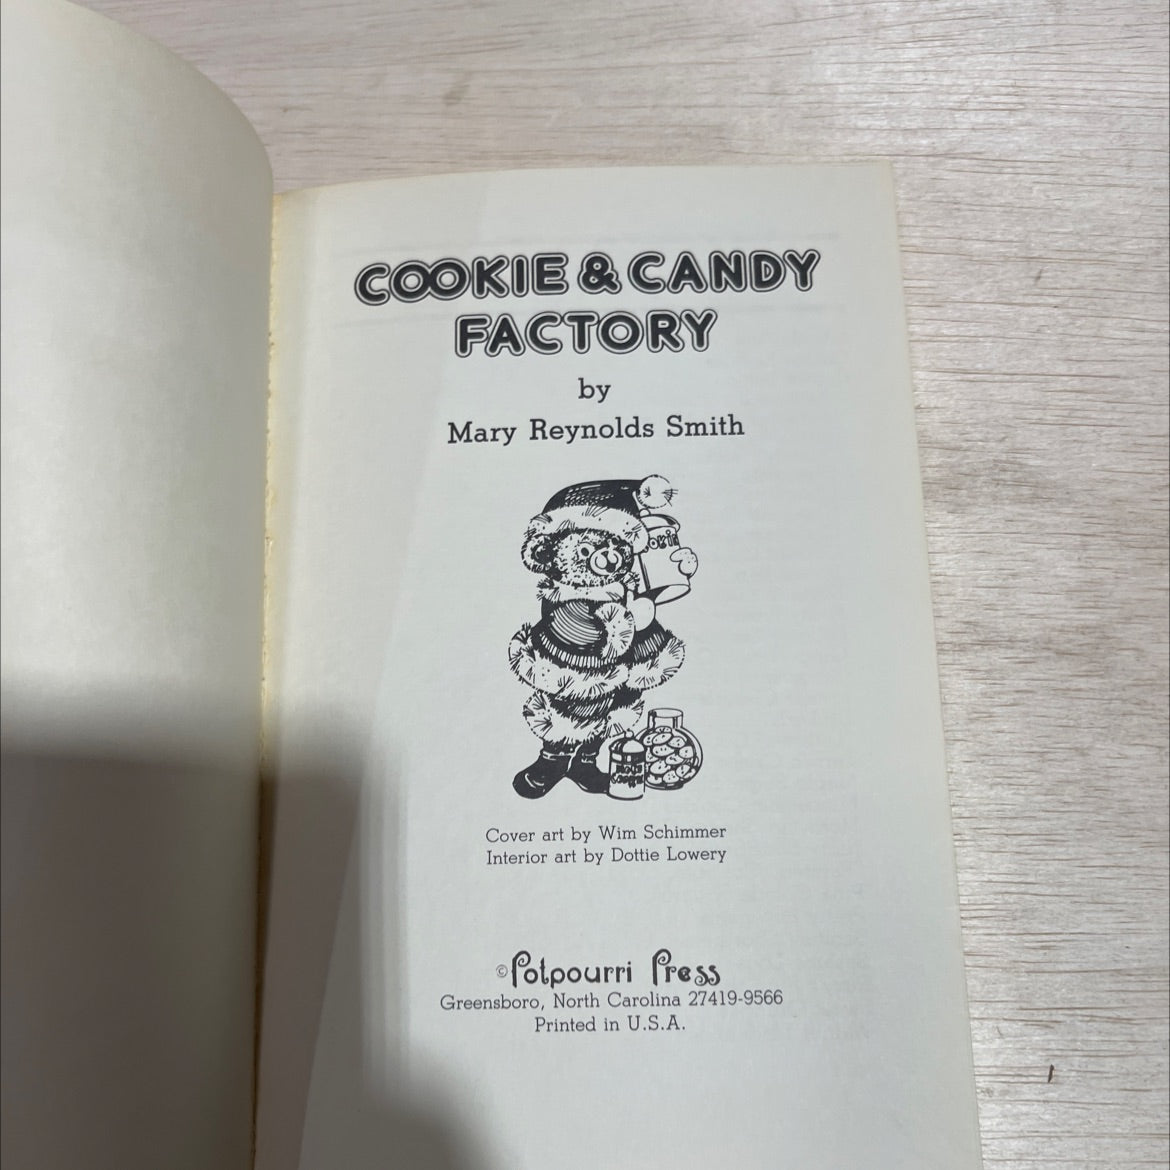 COOKIE & CANDY
FACTORY
by
Mary Reynolds Smith
Cover art by Wim Schimmer
Interior art by Dottie Lowery
©Potpourri Press
Greensboro, North Carolina 27419-9566
Printed in U.S.A.